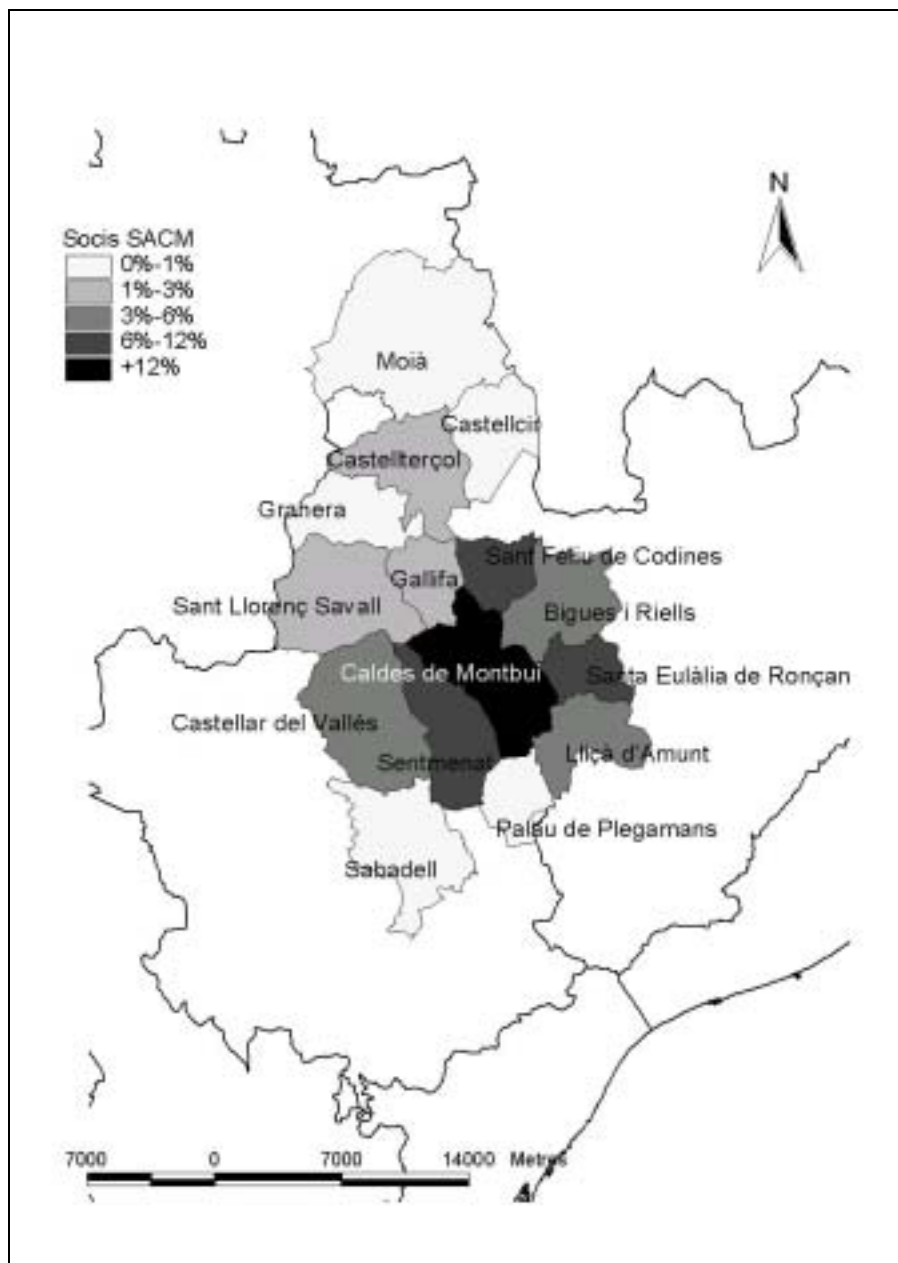 N
Socis SACM
0%-1%
1%-3%
3%-6%
6%-12%
+12%
Moià
Castellcir
Castellterçol
Granera
Sant Feliu de Codines
Gallifa
Sant Llorenç Savall
Bigues i Riells
Caldes de Montbui
Santa Eulàlia de Ronçan
Castellar del Vallés
Lliçà d'Amunt
Sentmenat
Palau de Plegamans
Sabadell
7000 0 7000 14000 Metres